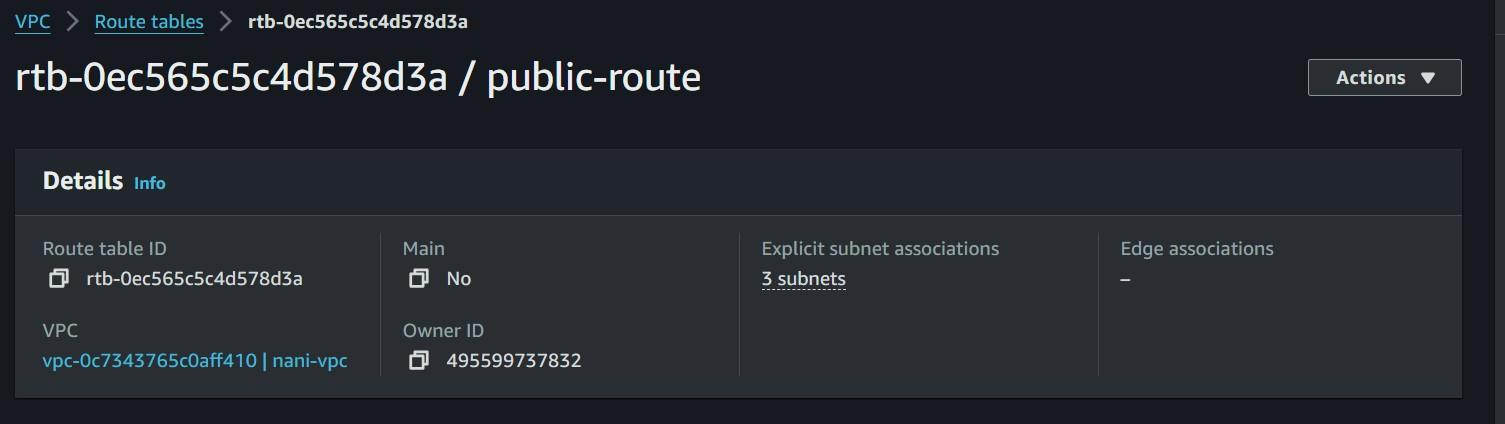 VPC > Route tables > rtb-0ec565c5c4d578d3a
rtb-0ec565c5c4d578d3a / public-route
Actions
Details Info
Route table ID
rtb-0ec565c5c4d578d3a
Main
No
Explicit subnet associations
3 subnets
Edge associations
–
VPC
vpc-0c7343765c0aff410 | nani-vpc
Owner ID
495599737832